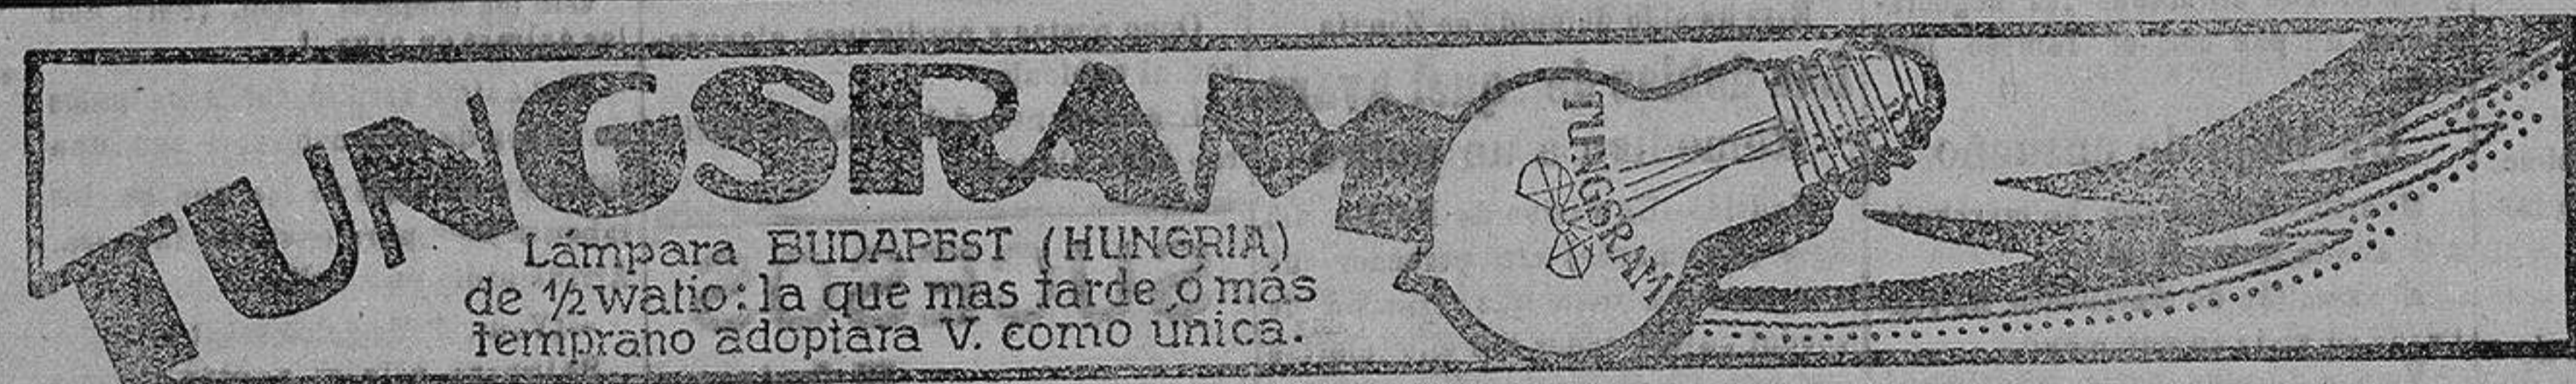 TUNGSRAM
TUNGSRAM
Lámpara BUDAPEST (HUNGRIA)
de ½ watio: la que mas tarde ó más
temprano adoptara V. como unica.